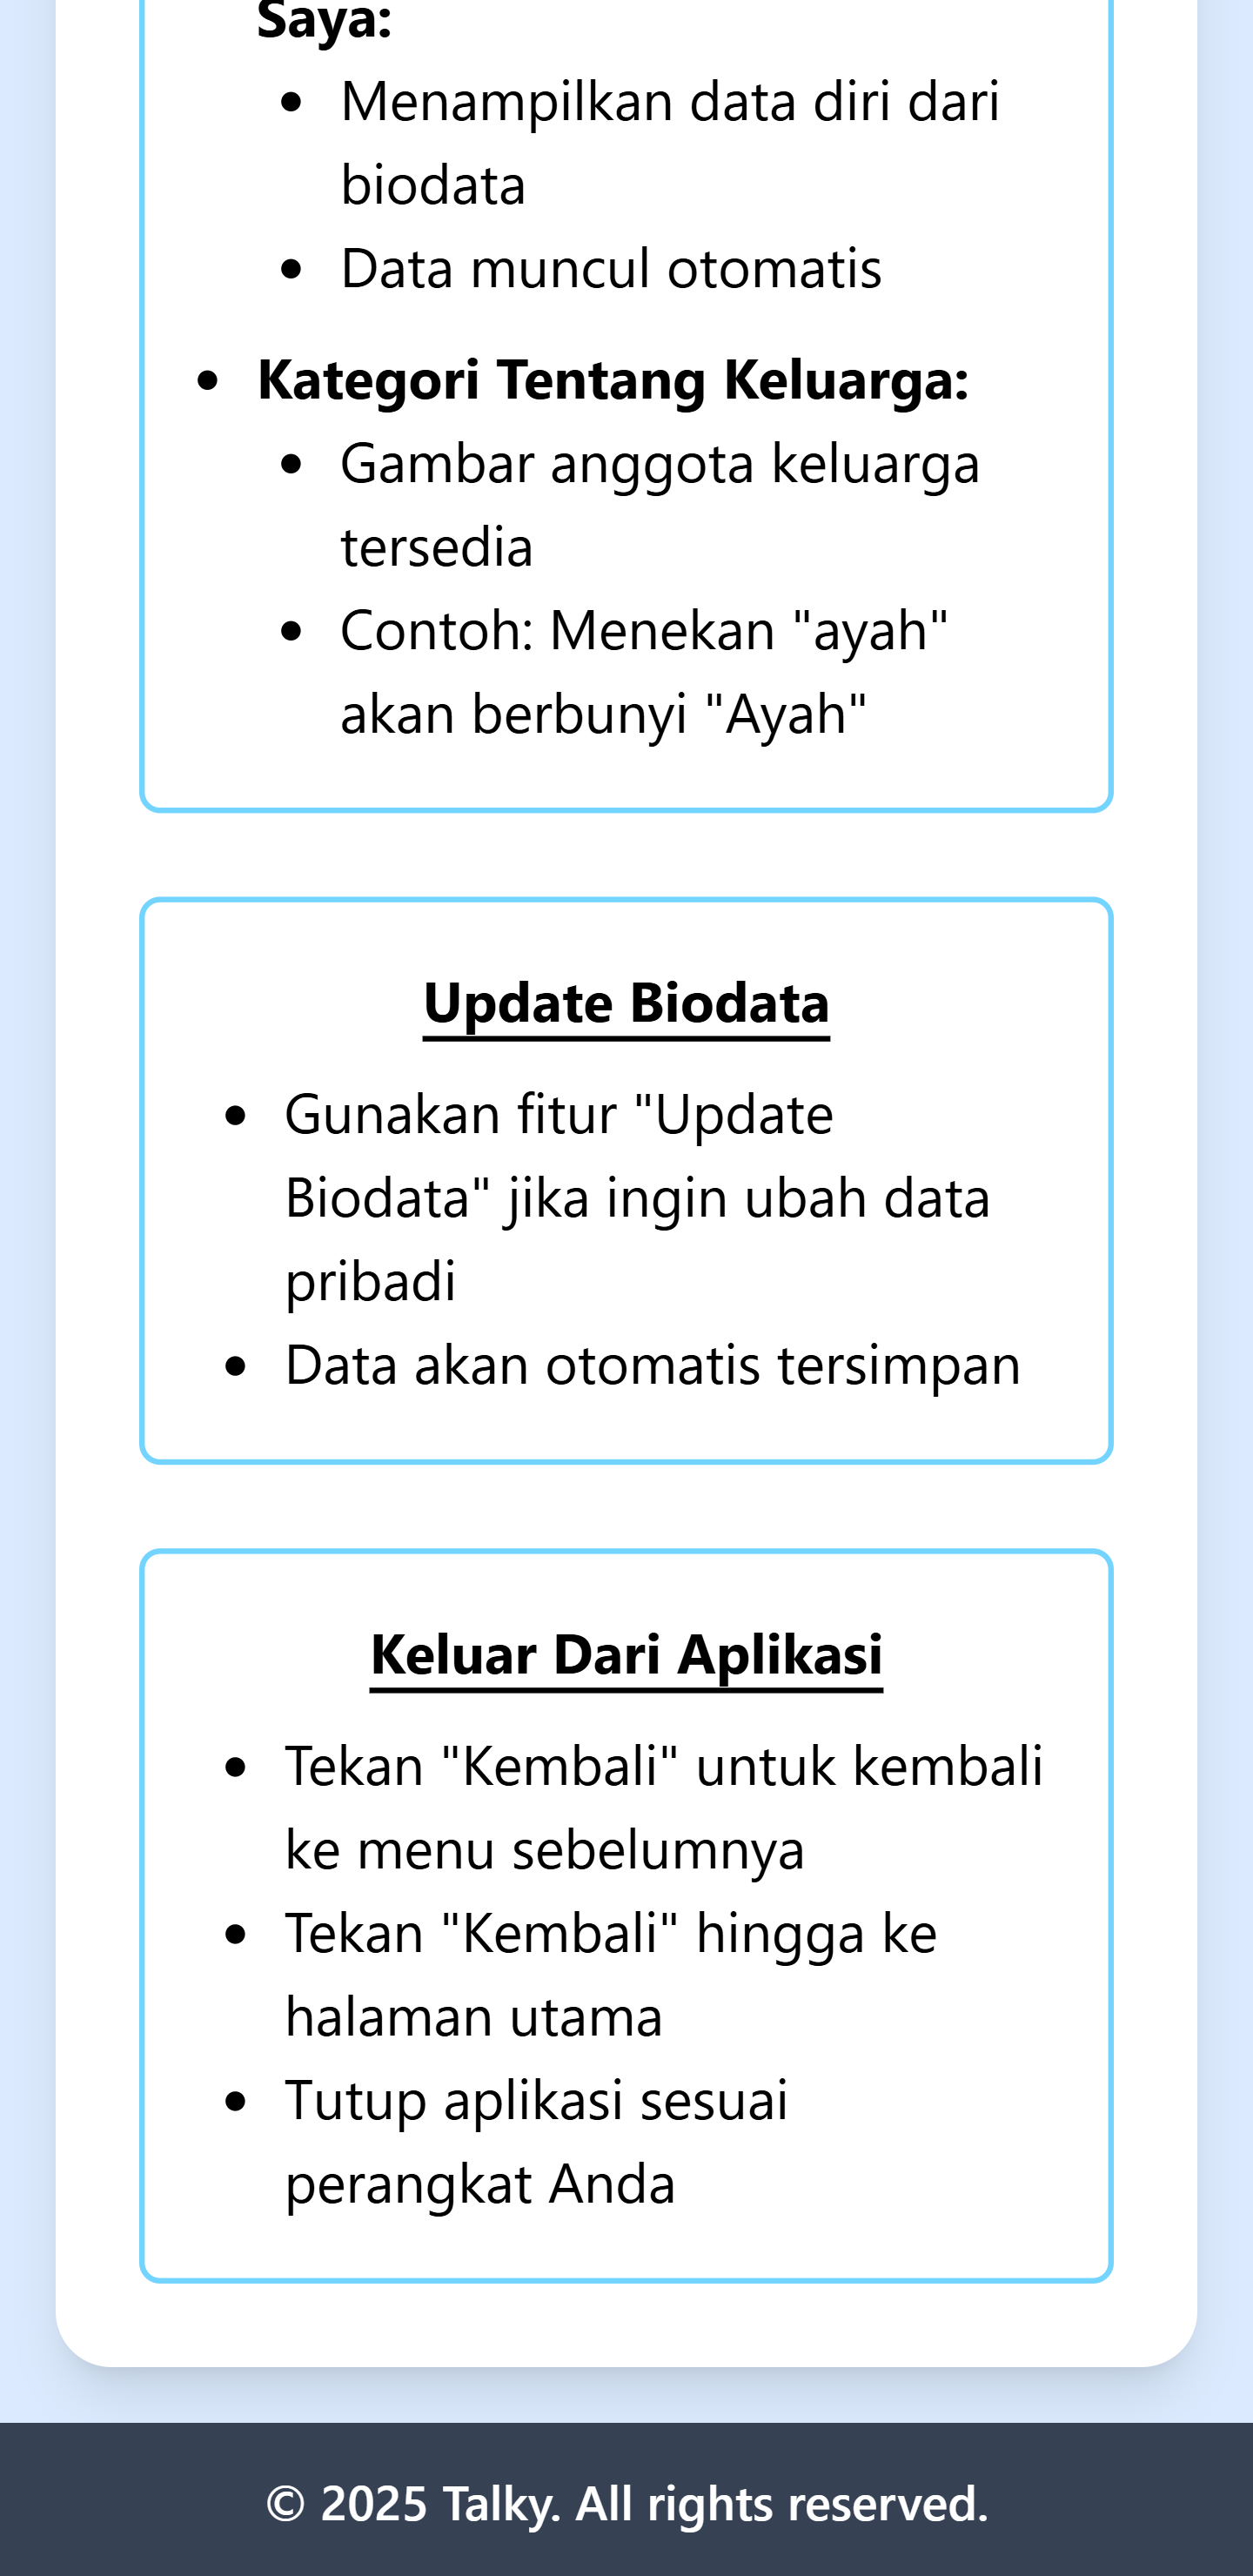 Saya:
• Menampilkan data diri dari
biodata
• Data muncul otomatis
• Kategori Tentang Keluarga:
• Gambar anggota keluarga
tersedia
• Contoh: Menekan "ayah"
akan berbunyi "Ayah"
Update Biodata
• Gunakan fitur "Update
Biodata" jika ingin ubah data
pribadi
• Data akan otomatis tersimpan
Keluar Dari Aplikasi
• Tekan "Kembali" untuk kembali
ke menu sebelumnya
• Tekan "Kembali" hingga ke
halaman utama
• Tutup aplikasi sesuai
perangkat Anda
© 2025 Talky. All rights reserved.